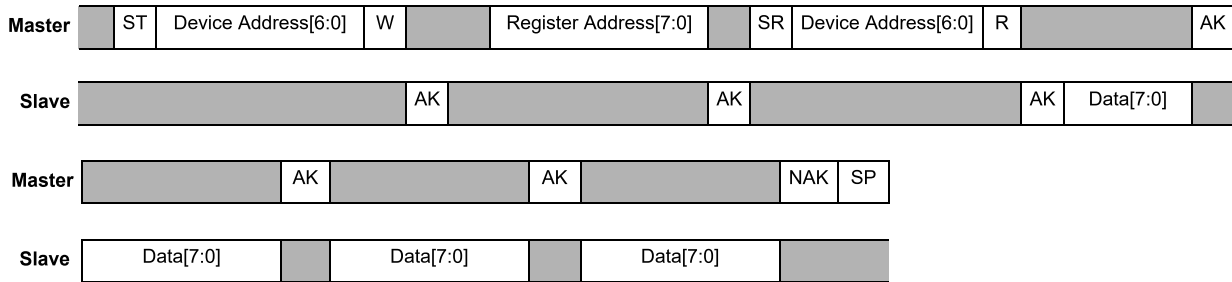 Master ST Device Address[6:0] W Register Address[7:0] SR Device Address[6:0] R AK
Slave AK AK AK Data[7:0]
Master AK AK NAK SP
Slave Data[7:0] Data[7:0] Data[7:0]